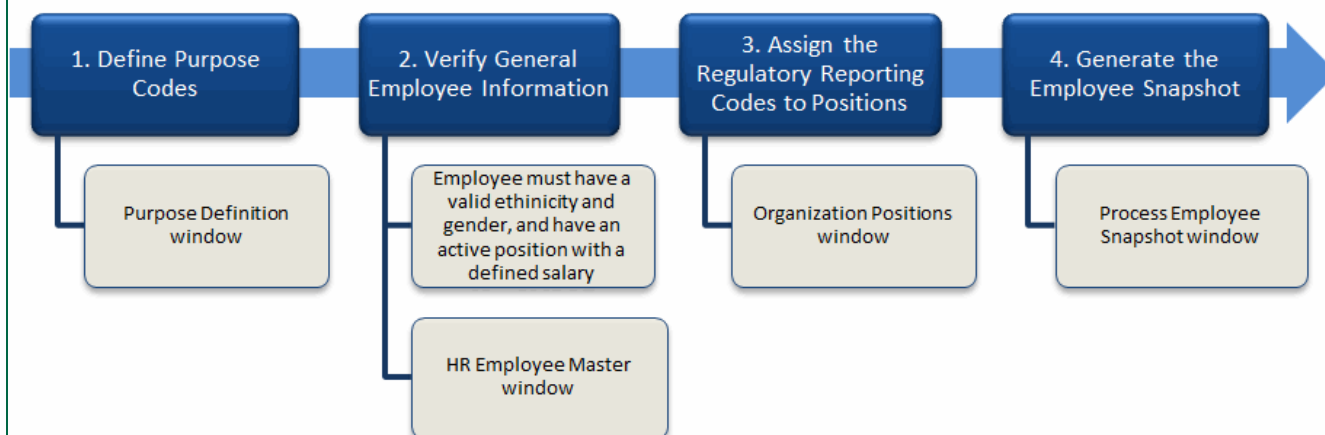 1. Define Purpose
Codes
2. Verify General
Employee Information
3. Assign the
Regulatory Reporting
Codes to Positions
4. Generate the
Employee Snapshot
Purpose Definition
window
Employee must have a
valid ethinicity and
gender, and have an
active position with a
defined salary
HR Employee Master
window
Organization Positions
window
Process Employee
Snapshot window